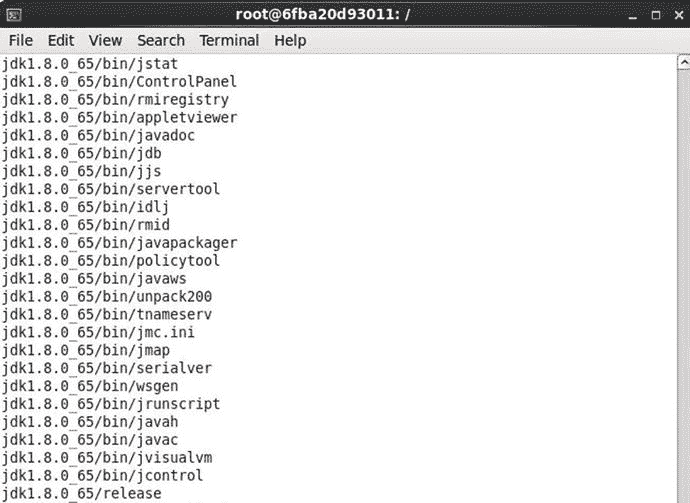 root@6fba20d93011: /
File Edit View Search Terminal Help
jdk1.8.0_65/bin/jstat
jdk1.8.0_65/bin/ControlPanel
jdk1.8.0_65/bin/rmiregistry
jdk1.8.0_65/bin/appletviewer
jdk1.8.0_65/bin/javadoc
jdk1.8.0_65/bin/jdb
jdk1.8.0_65/bin/jjs
jdk1.8.0_65/bin/servertool
jdk1.8.0_65/bin/idlj
jdk1.8.0_65/bin/rmid
jdk1.8.0_65/bin/javapackager
jdk1.8.0_65/bin/policytool
jdk1.8.0_65/bin/javaws
jdk1.8.0_65/bin/unpack200
jdk1.8.0_65/bin/tnameserv
jdk1.8.0_65/bin/jmc.ini
jdk1.8.0_65/bin/jmap
jdk1.8.0_65/bin/serialver
jdk1.8.0_65/bin/wsgen
jdk1.8.0_65/bin/jrunscript
jdk1.8.0_65/bin/javah
jdk1.8.0_65/bin/javac
jdk1.8.0_65/bin/jvisualvm
jdk1.8.0_65/bin/jcontrol
jdk1.8.0_65/release